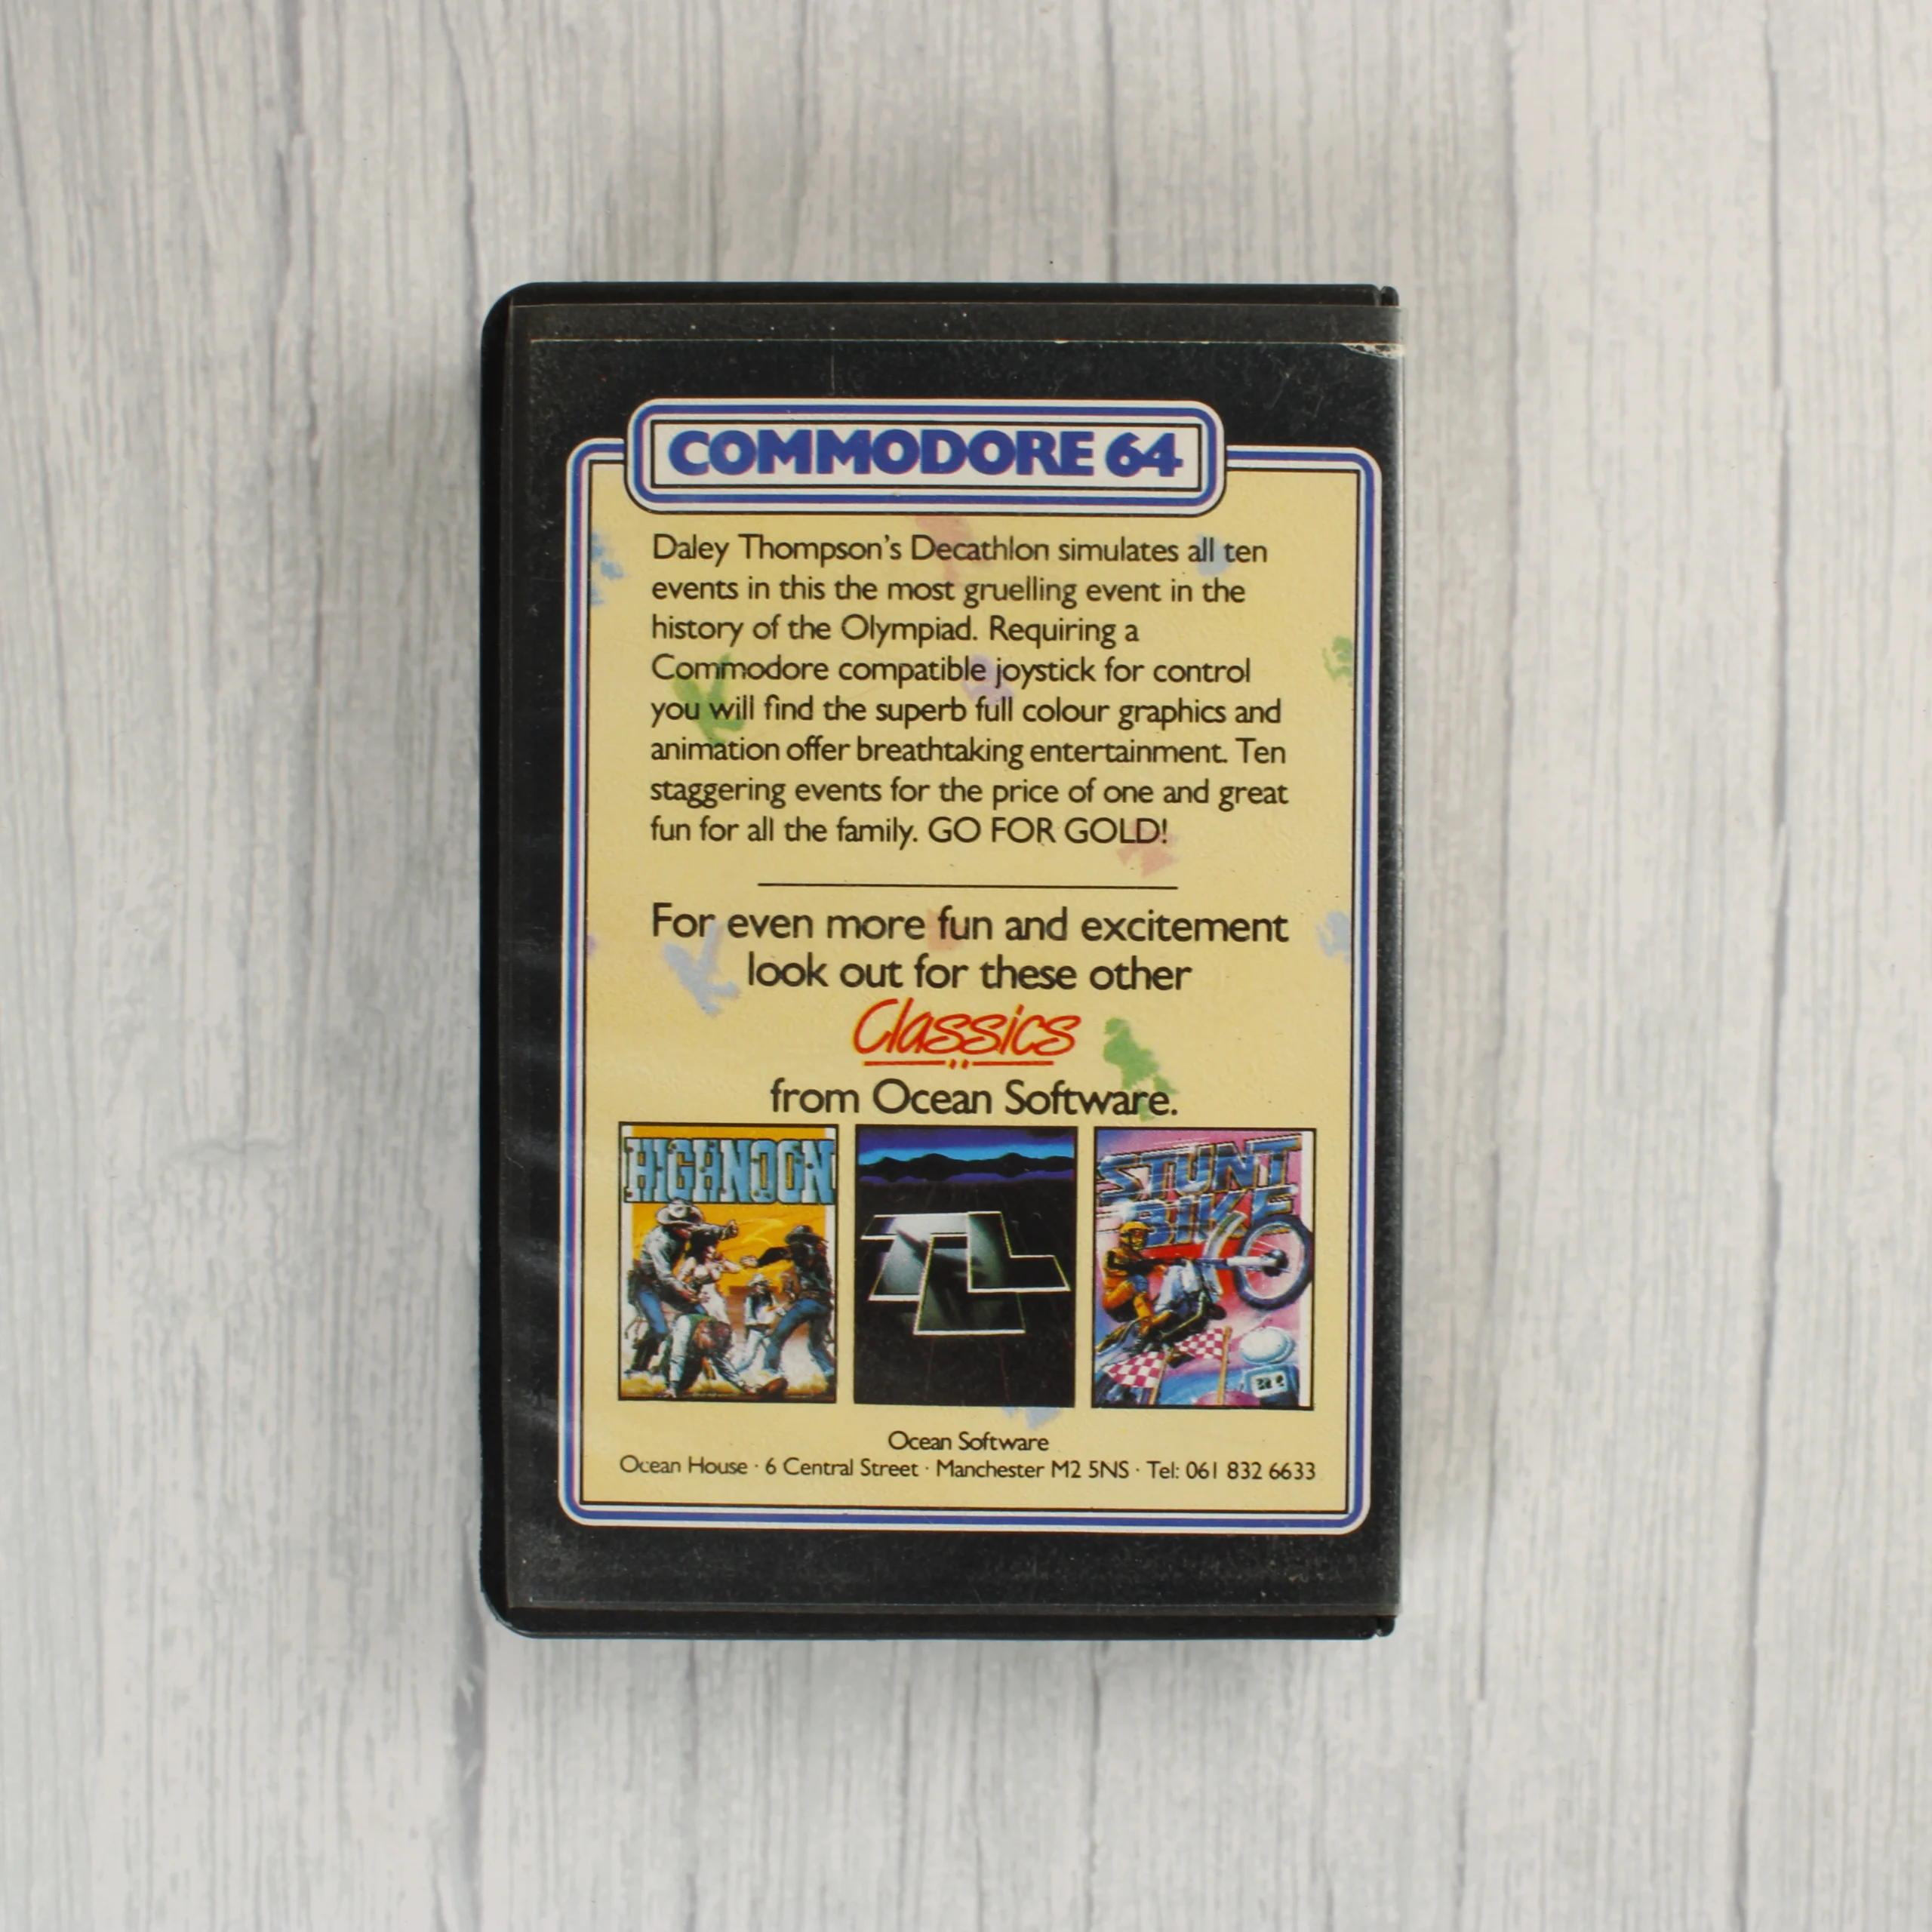 COMMODORE 64
Daley Thompson's Decathlon simulates all ten
events in this the most gruelling event in the
history of the Olympiad. Requiring a
Commodore compatible joystick for control
you will find the superb full colour graphics and
animation offer breathtaking entertainment. Ten
staggering events for the price of one and great
fun for all the family. GO FOR GOLD!
For even more fun and excitement
look out for these other
Classics
from Ocean Software.
HIGHNOON
TLL
STUNT
BIKE
Ocean Software
Ocean House · 6 Central Street · Manchester M2 5NS · Tel: 061 832 6633